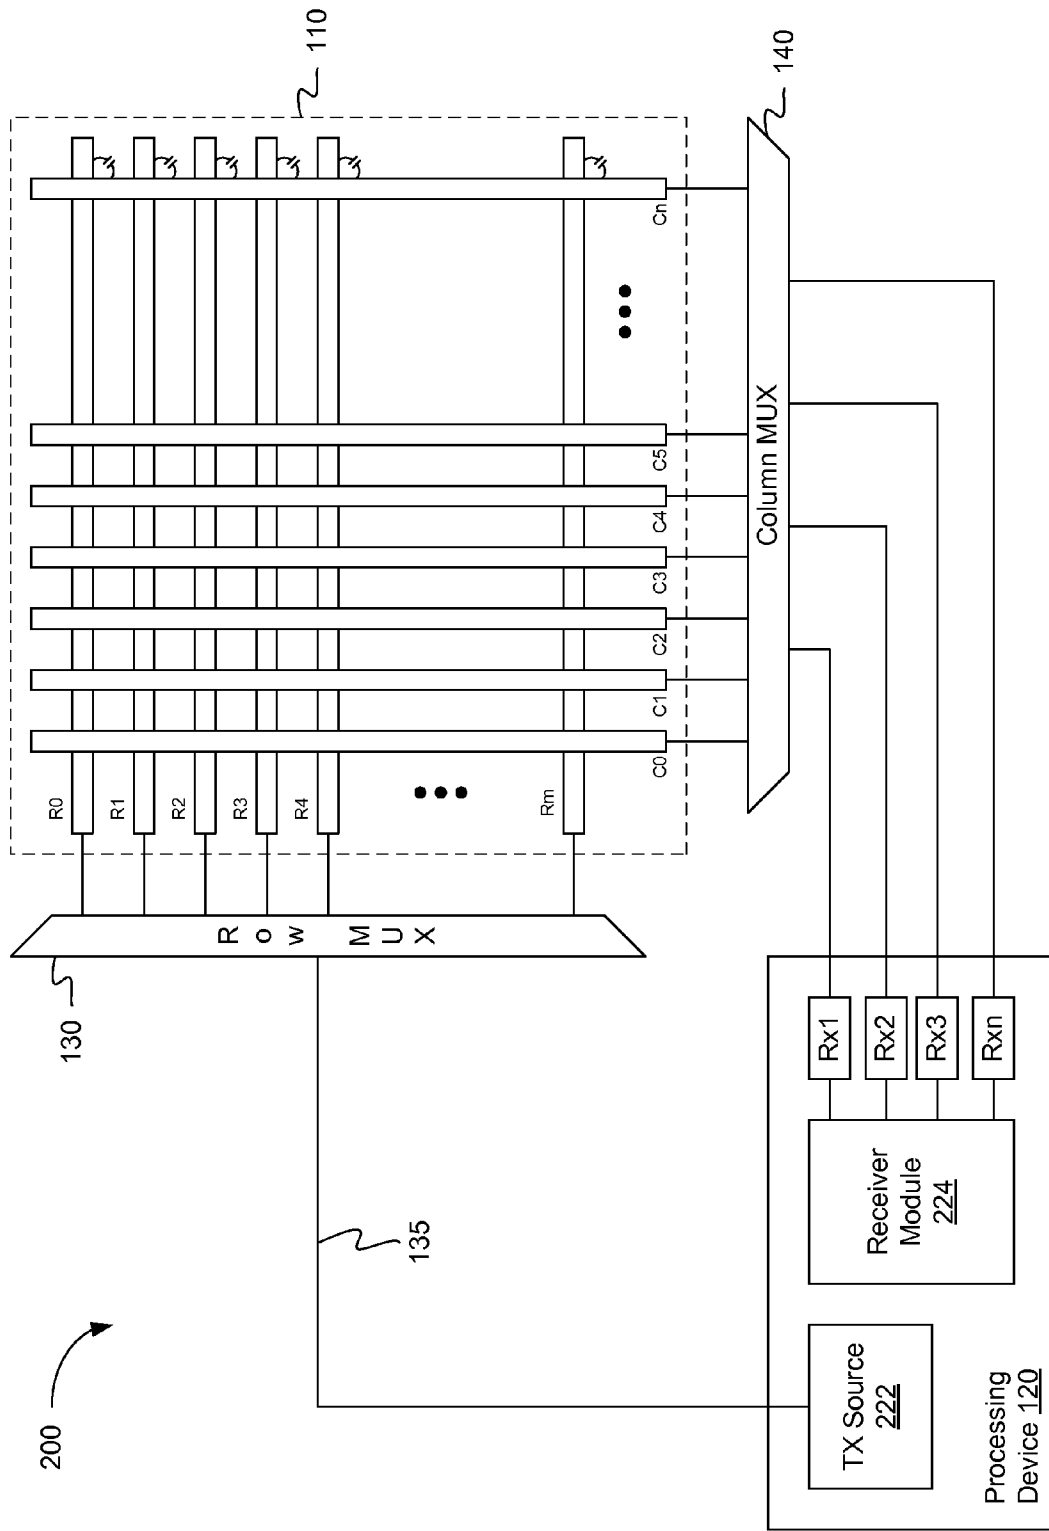 200
110
R0
R1
R2
R3
R4
Rm
C0
C1
C2
C3
C4
C5
Cn
Row MUX
130
140
Column MUX
135
TX Source
222
Receiver
Module
224
Rx1
Rx2
Rx3
Rxn
Processing
Device 120